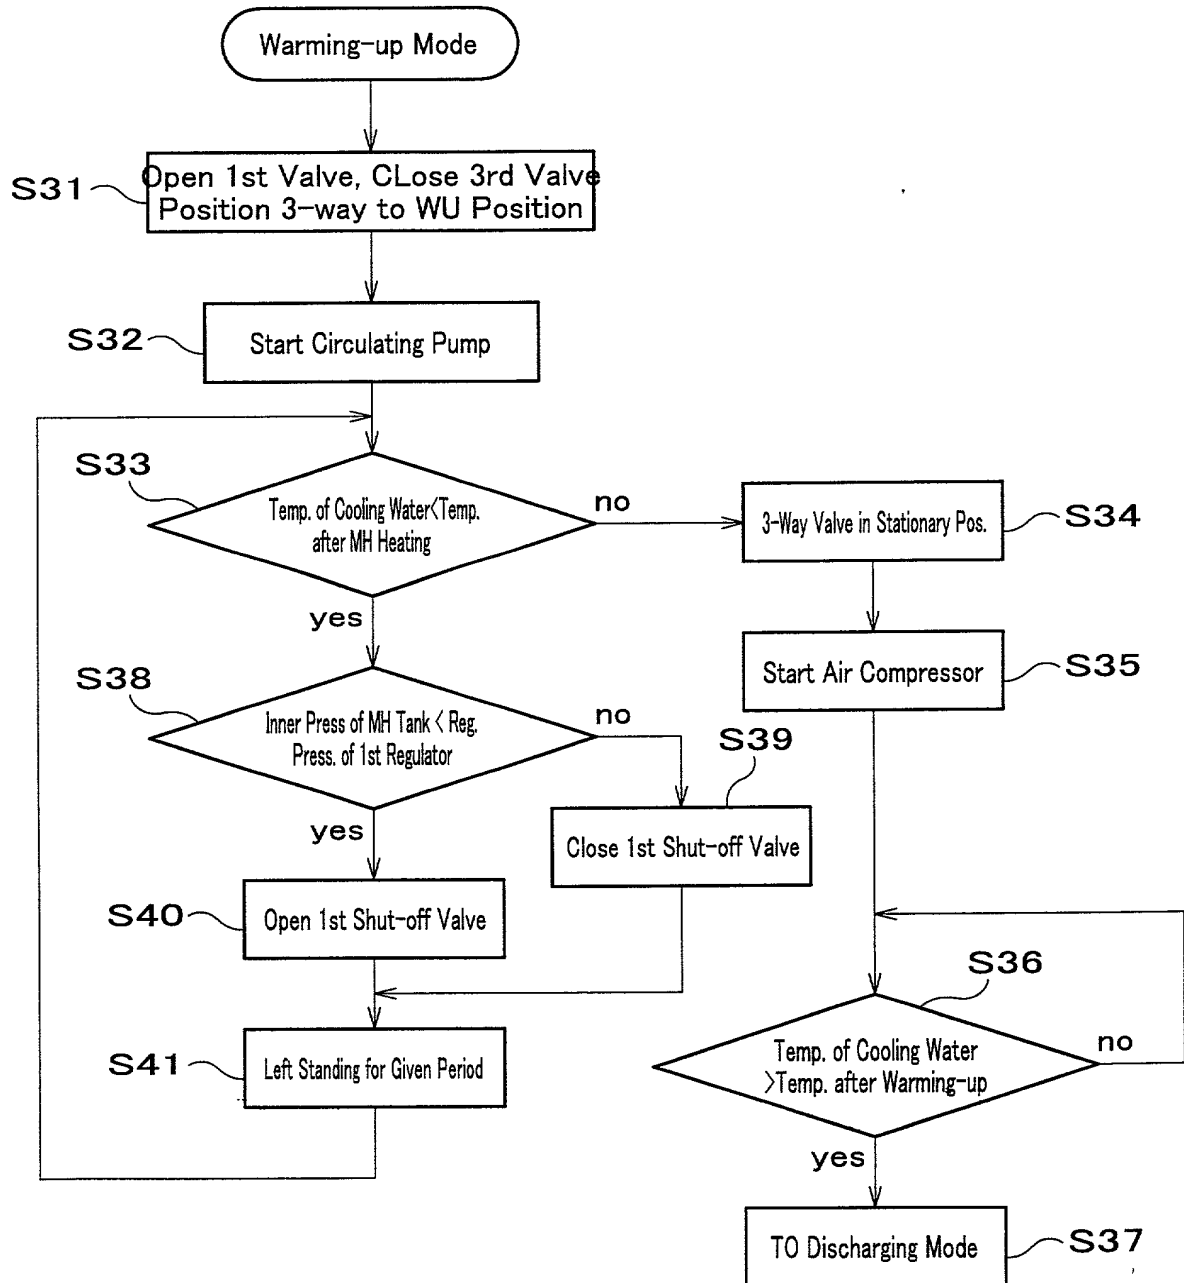 Warming-up Mode
S31
Open 1st Valve, CLose 3rd Valve
Position 3-way to WU Position
S32
Start Circulating Pump
S33
Temp. of Cooling Water<Temp.
after MH Heating
no
yes
3-Way Valve in Stationary Pos.
S34
Start Air Compressor
S35
S38
Inner Press of MH Tank < Reg.
Press. of 1st Regulator
no
yes
S39
Close 1st Shut-off Valve
S40
Open 1st Shut-off Valve
S41
Left Standing for Given Period
S36
Temp. of Cooling Water
>Temp. after Warming-up
no
yes
TO Discharging Mode
S37